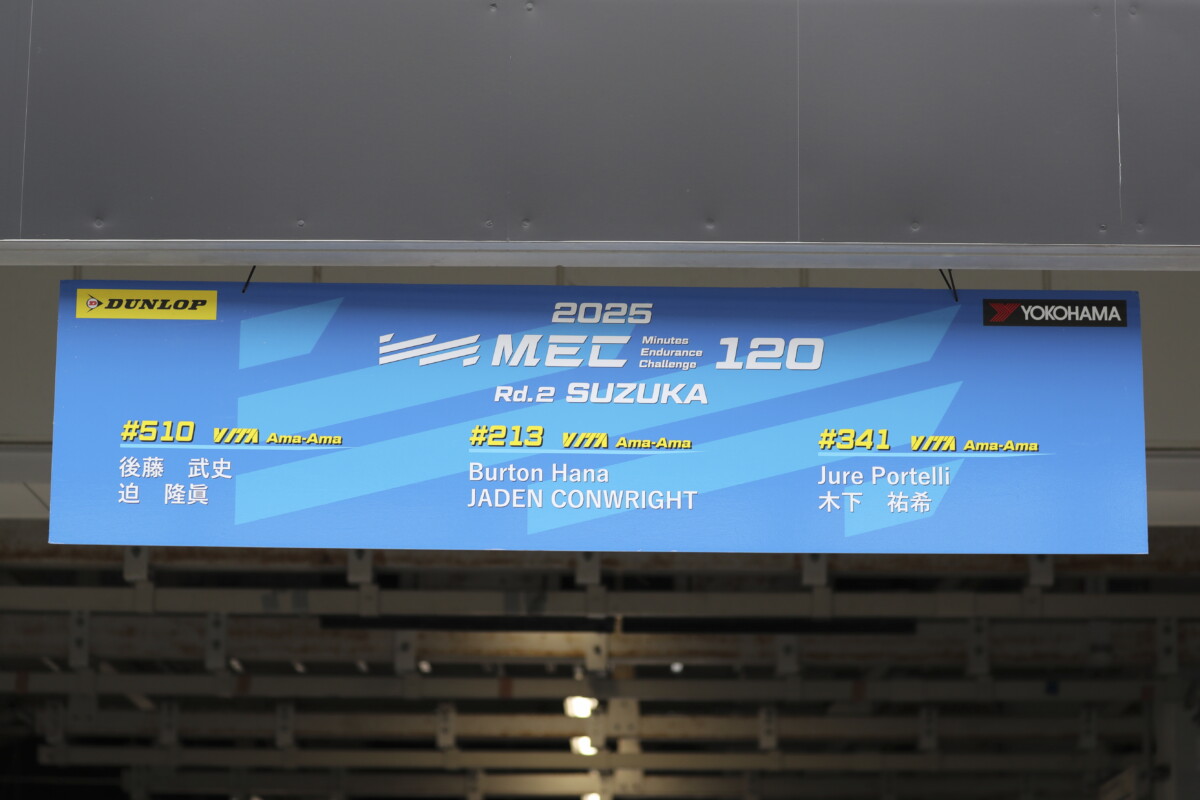 DUNLOP
YOKOHAMA
2025
MEC Minutes Endurance Challenge 120
Rd.2 SUZUKA
#510 VITA Ama-Ama
後藤 武史
迫 隆眞
#213 VITA Ama-Ama
Burton Hana
JADEN CONWRIGHT
#341 VITA Ama-Ama
Jure Portelli
木下 祐希